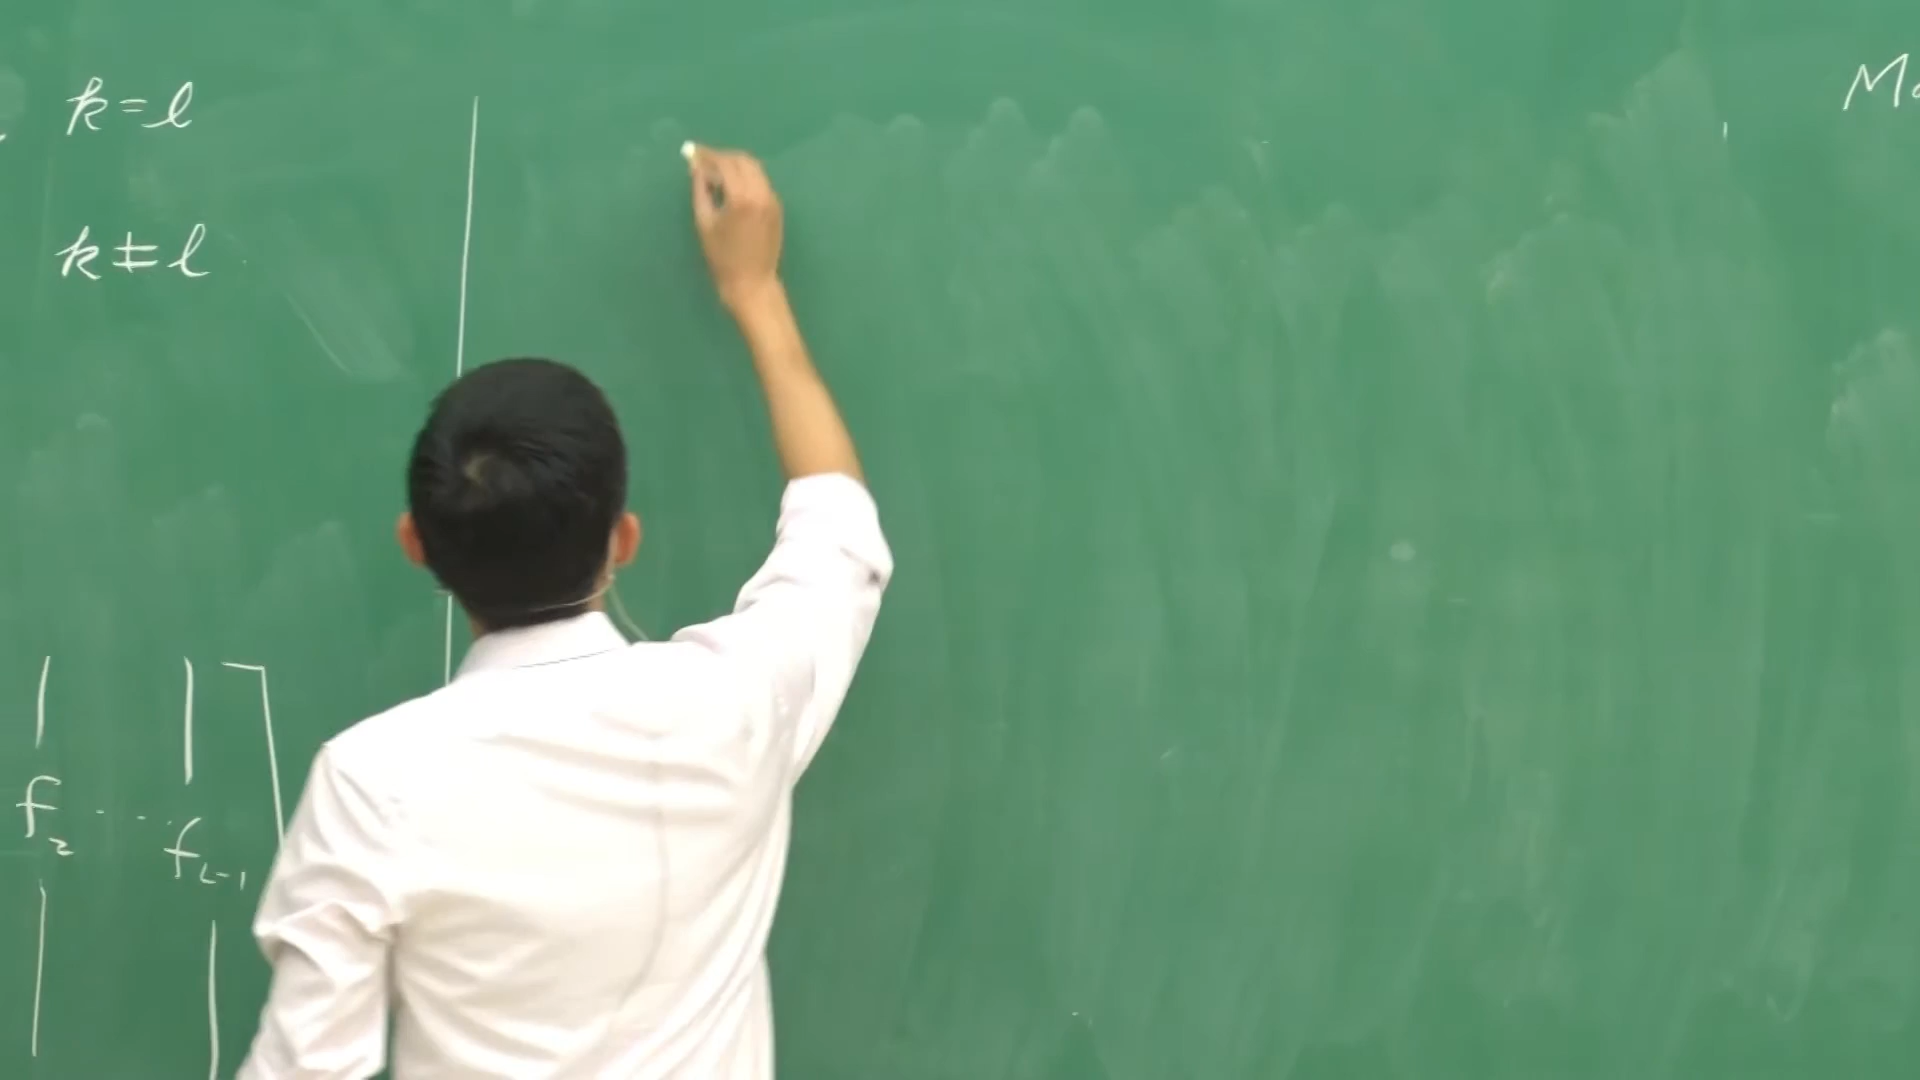 k=l
k≠l
f₂ ... f_{L-1}